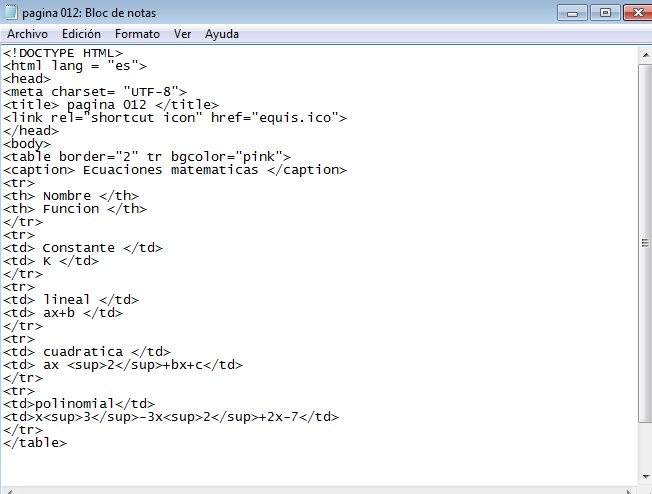 pagina 012: Bloc de notas
Archivo Edición Formato Ver Ayuda
<!DOCTYPE HTML>
<html lang = "es">
<head>
<meta charset= "UTF-8">
<title> pagina 012 </title>
<link rel="shortcut icon" href="equis.ico">
</head>
<body>
<table border="2" tr bgcolor="pink">
<caption> Ecuaciones matematicas </caption>
<tr>
<th> Nombre </th>
<th> Funcion </th>
</tr>
<tr>
<td> Constante </td>
<td> K </td>
</tr>
<tr>
<td> lineal </td>
<td> ax+b </td>
</tr>
<tr>
<td> cuadratica </td>
<td> ax <sup>2</sup>+bx+c</td>
</tr>
<tr>
<td>polinomial</td>
<td>x<sup>3</sup>-3x<sup>2</sup>+2x-7</td>
</tr>
</table>